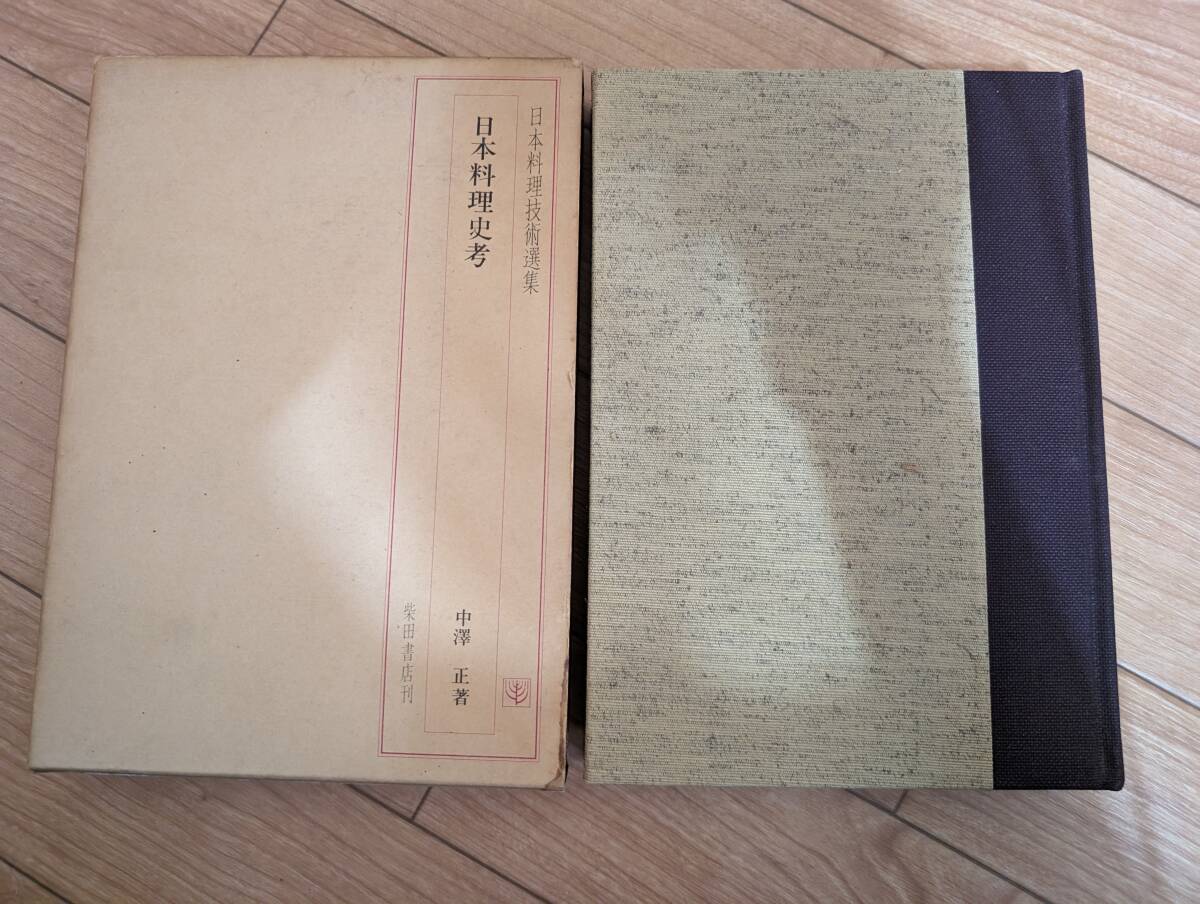 日本料理技術選集
日本料理史考
中澤 正著
柴田書店刊